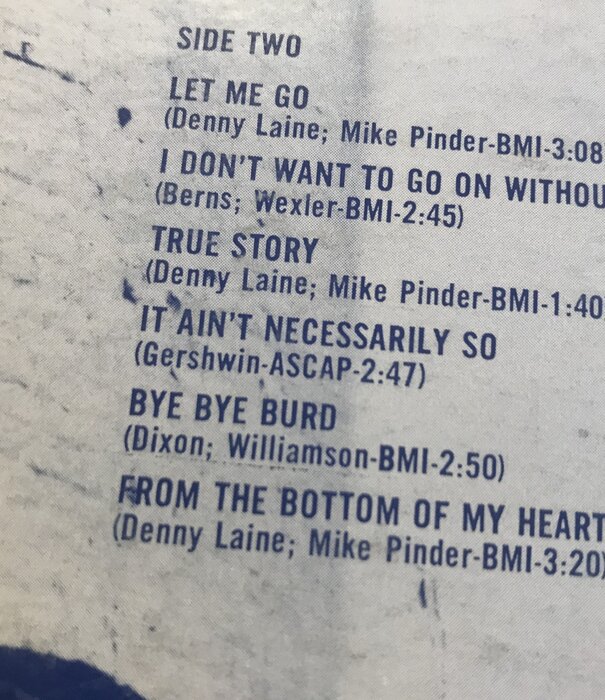 SIDE TWO
LET ME GO
(Denny Laine; Mike Pinder-BMI-3:08
I DON'T WANT TO GO ON WITHOU
(Berns; Wexler-BMI-2:45)
TRUE STORY
(Denny Laine; Mike Pinder-BMI-1:40)
IT AIN'T NECESSARILY SO
(Gershwin-ASCAP-2:47)
BYE BYE BURD
(Dixon; Williamson-BMI-2:50)
FROM THE BOTTOM OF MY HEART
(Denny Laine; Mike Pinder-BMI-3:20)